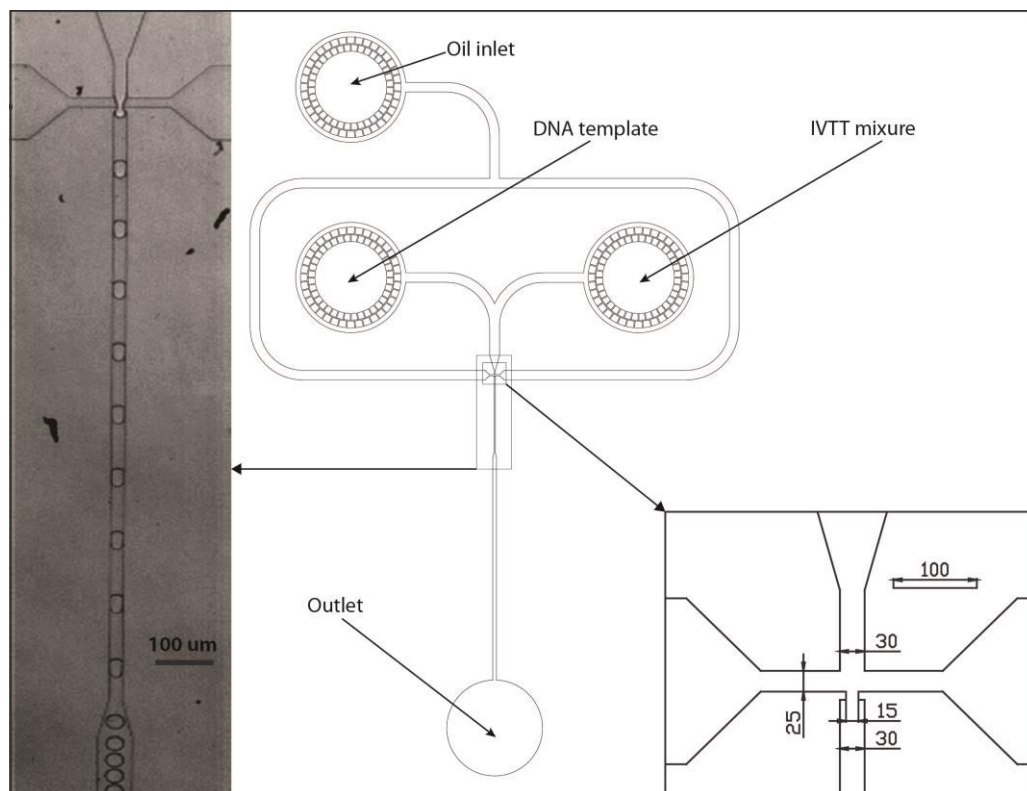 Oil inlet
DNA template
IVTT mixure
100 um
Outlet
100
30
25
15
30